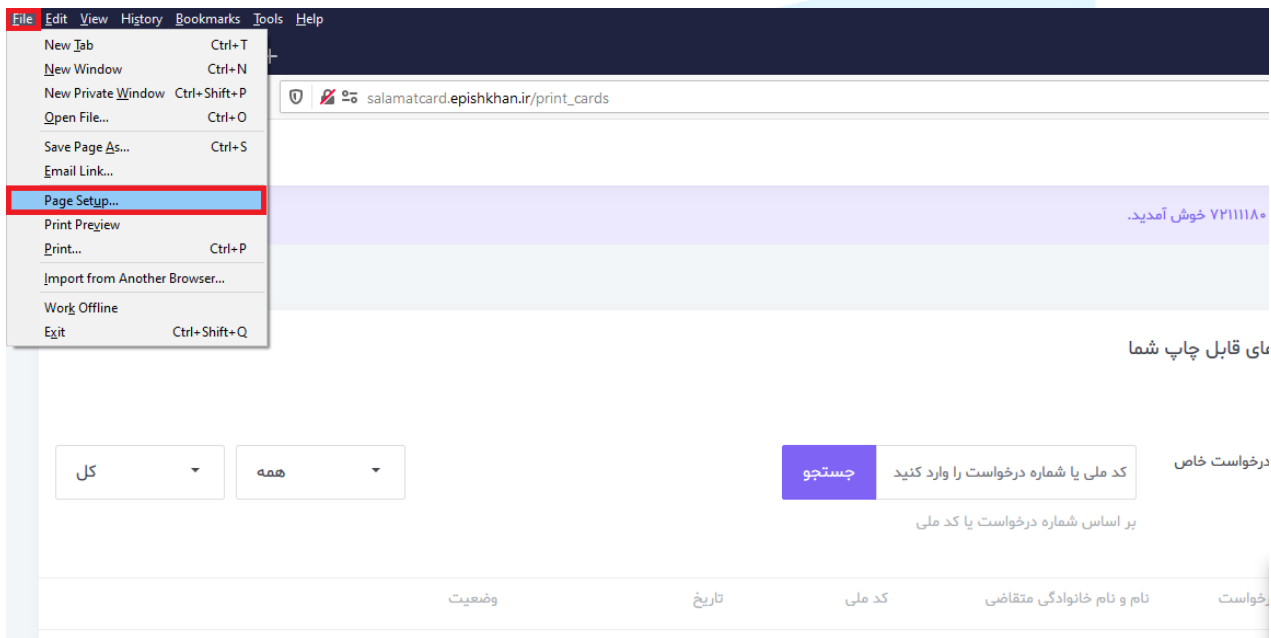 File Edit View History Bookmarks Tools Help
New Tab Ctrl+T
New Window Ctrl+N
New Private Window Ctrl+Shift+P
Open File... Ctrl+O
Save Page As... Ctrl+S
Email Link...
Page Setup...
Print Preview
Print... Ctrl+P
Import from Another Browser...
Work Offline
Exit Ctrl+Shift+Q
salamatcard.epishkhan.ir/print_cards
۷۲۱۱۱۱۸۰ خوش آمدید.
های قابل چاپ شما
درخواست خاص
کد ملی یا شماره درخواست را وارد کنید
جستجو
همه
کل
بر اساس شماره درخواست یا کد ملی
رخواست نام و نام خانوادگی متقاضی کد ملی تاریخ وضعیت